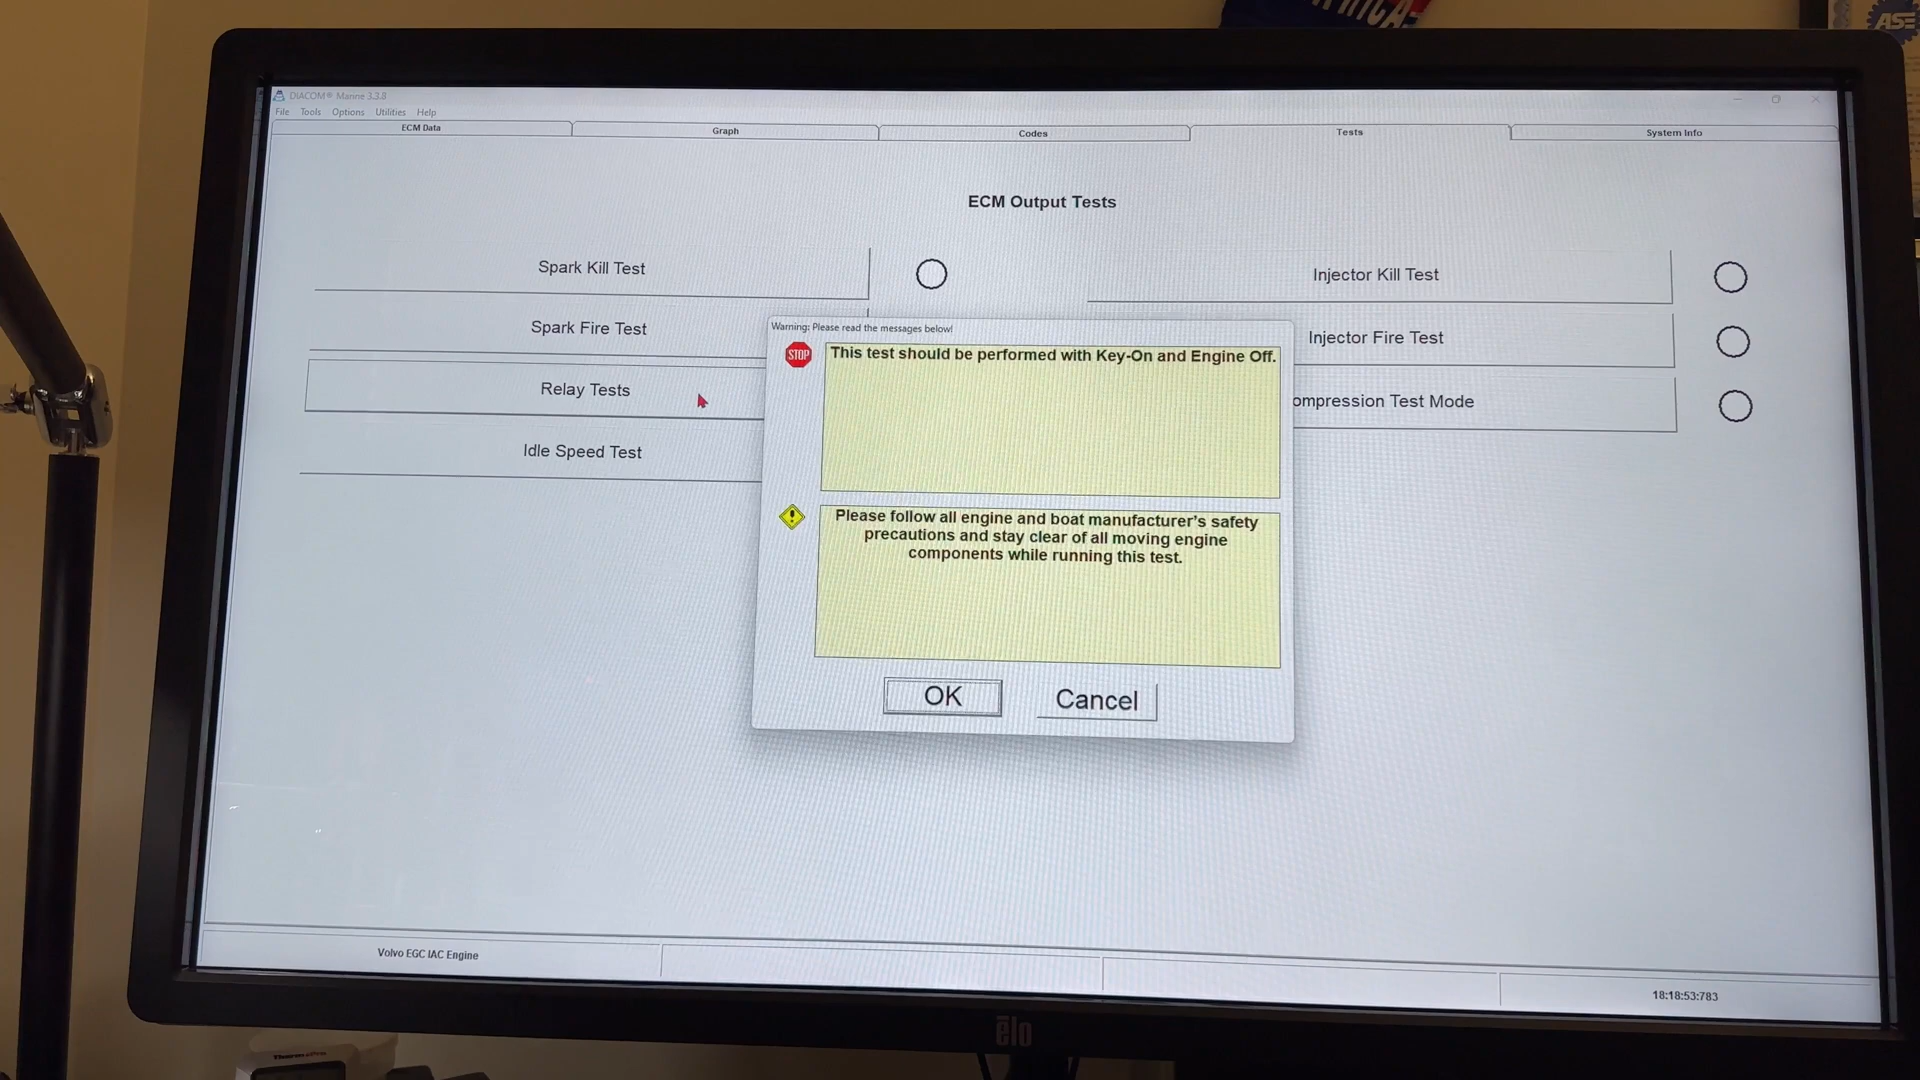 ASE
DIACOM® Marine 3.3.8
File Tools Options Utilities Help
ECM Data Graph Codes Tests System Info
ECM Output Tests
Spark Kill Test Injector Kill Test
Spark Fire Test Injector Fire Test
Relay Tests ompression Test Mode
Idle Speed Test
Warning: Please read the messages below!
STOP This test should be performed with Key-On and Engine Off.
Please follow all engine and boat manufacturer's safety
precautions and stay clear of all moving engine
components while running this test.
OK Cancel
Volvo EGC IAC Engine 18:18:53:783
ēlo
ThermoPro